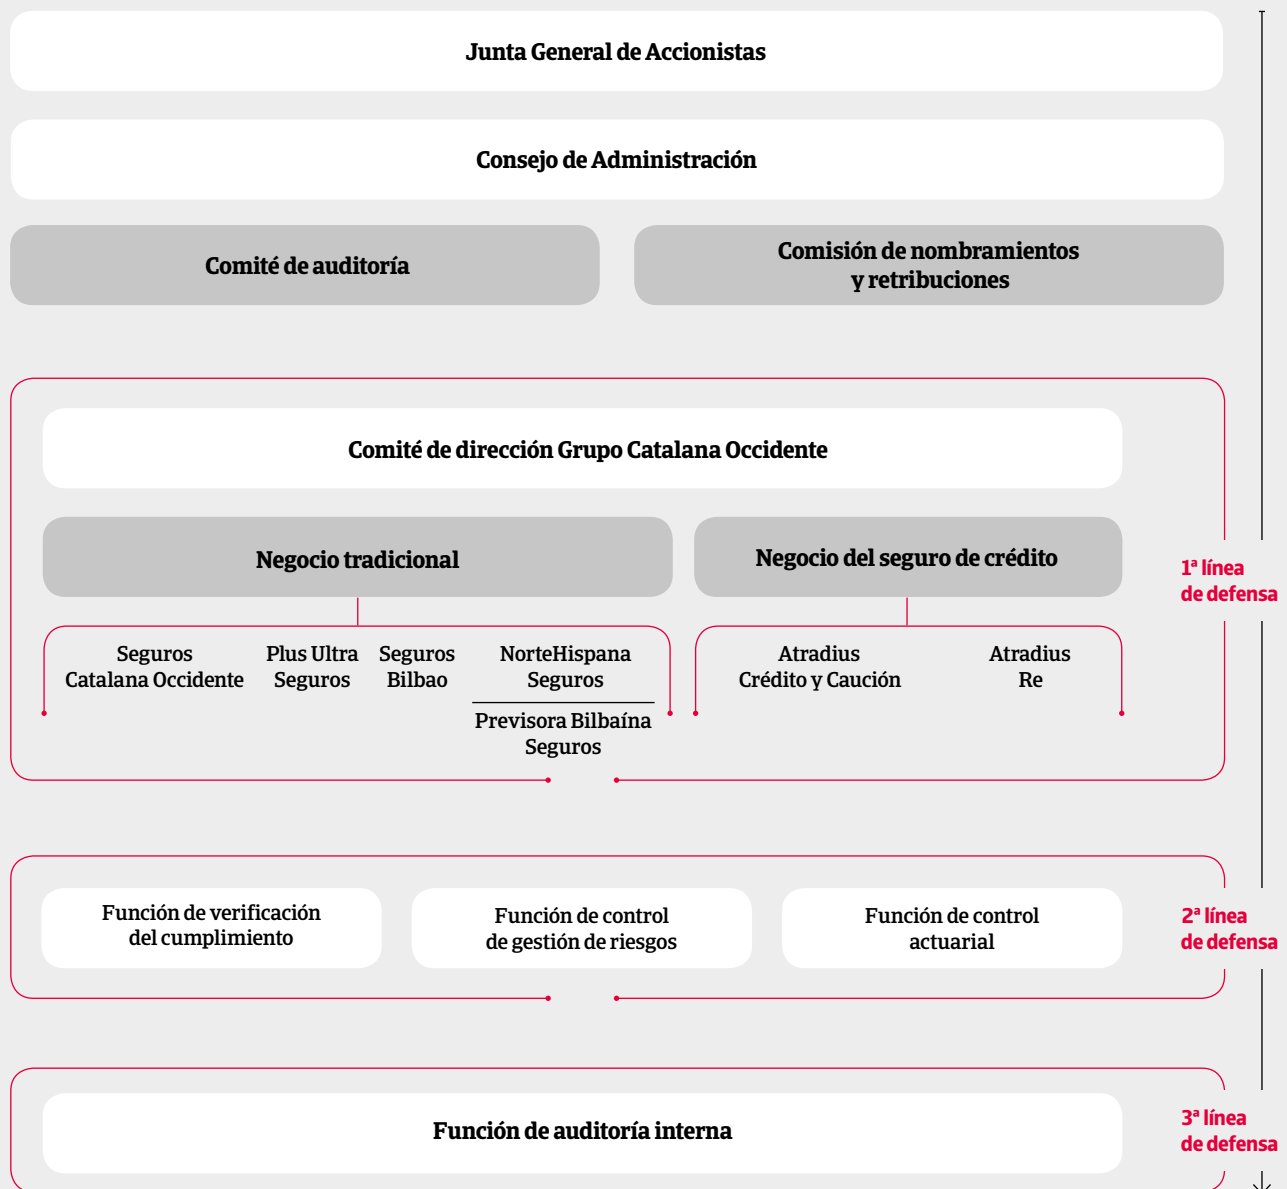 Junta General de Accionistas
Consejo de Administración
Comité de auditoría
Comisión de nombramientos
y retribuciones
Comité de dirección Grupo Catalana Occidente
Negocio tradicional
Negocio del seguro de crédito
1ª línea
de defensa
Seguros
Catalana Occidente
Plus Ultra
Seguros
Seguros
Bilbao
NorteHispana
Seguros
Previsora Bilbaína
Seguros
Atradius
Crédito y Caución
Atradius
Re
Función de verificación
del cumplimiento
Función de control
de gestión de riesgos
Función de control
actuarial
2ª línea
de defensa
Función de auditoría interna
3ª línea
de defensa